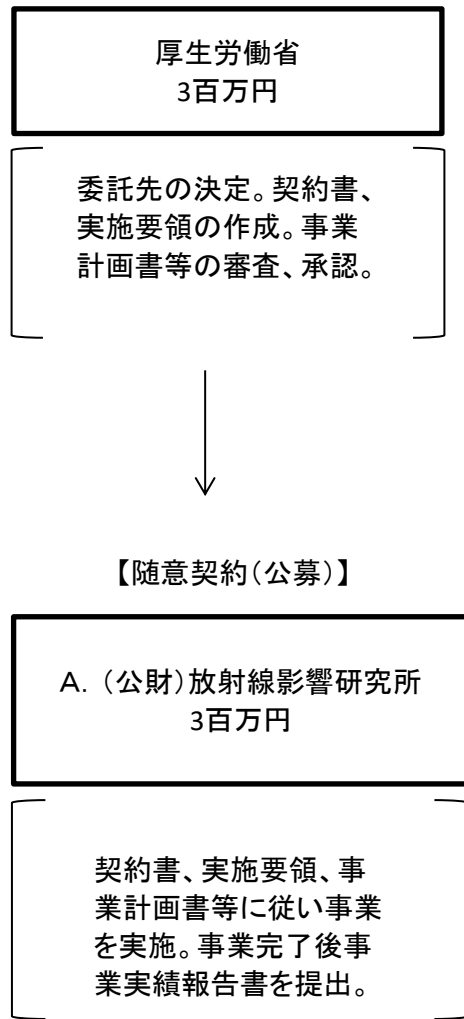 厚生労働省
3百万円
委託先の決定。契約書、
実施要領の作成。事業
計画書等の審査、承認。
【随意契約（公募）】
A．（公財）放射線影響研究所
3百万円
契約書、実施要領、事
業計画書等に従い事業
を実施。事業完了後事
業実績報告書を提出。